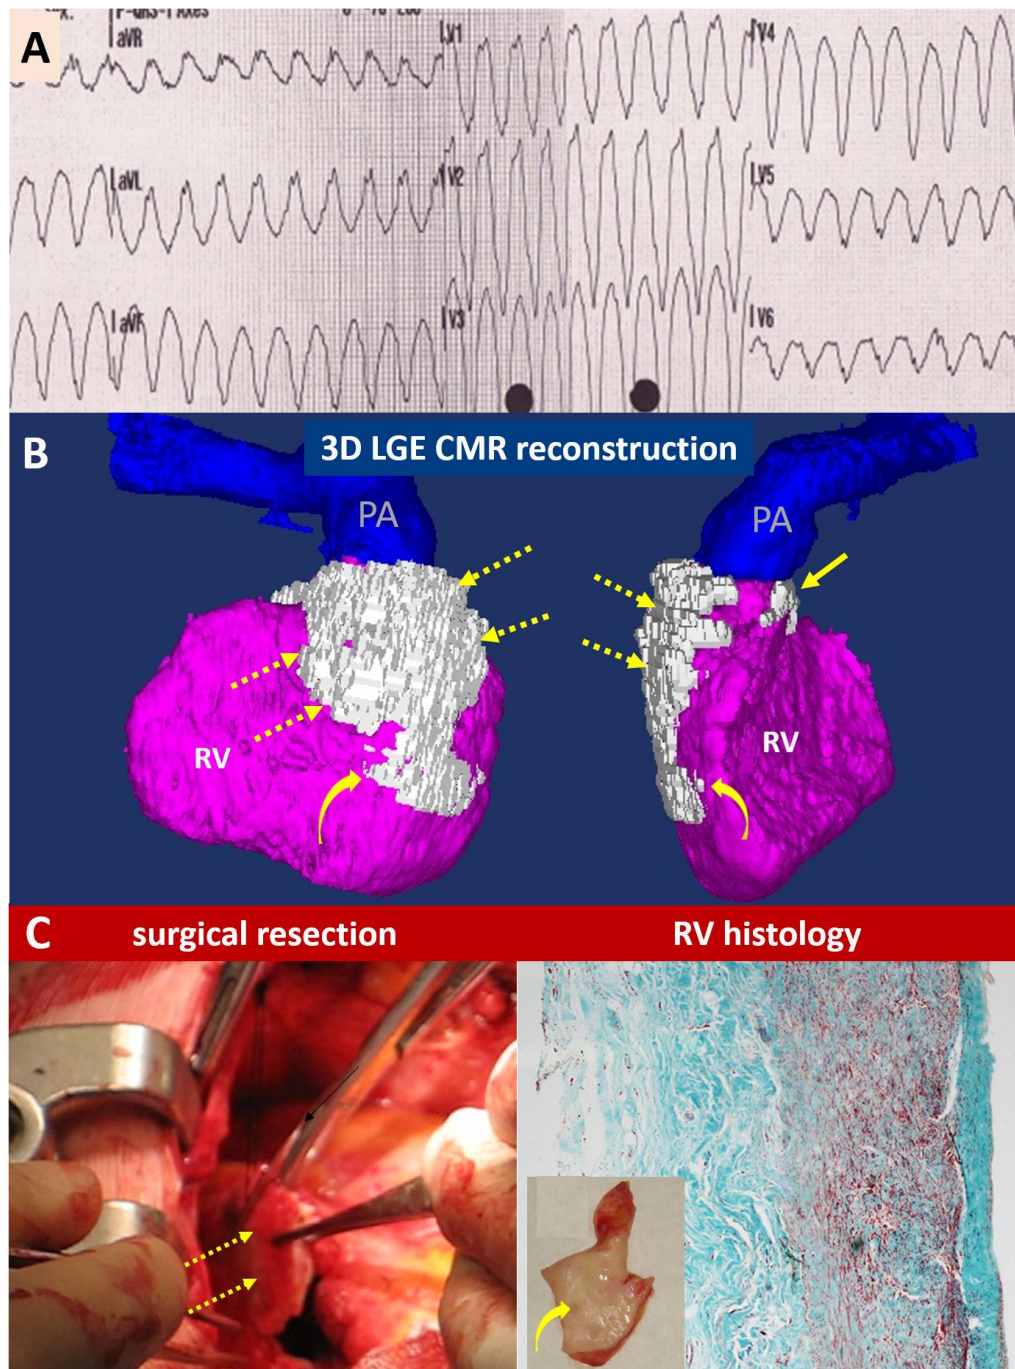 A
aVR
V1
V4
aVL
V2
V5
aVF
V3
V6
B
3D LGE CMR reconstruction
PA
PA
RV
RV
C
surgical resection
RV histology